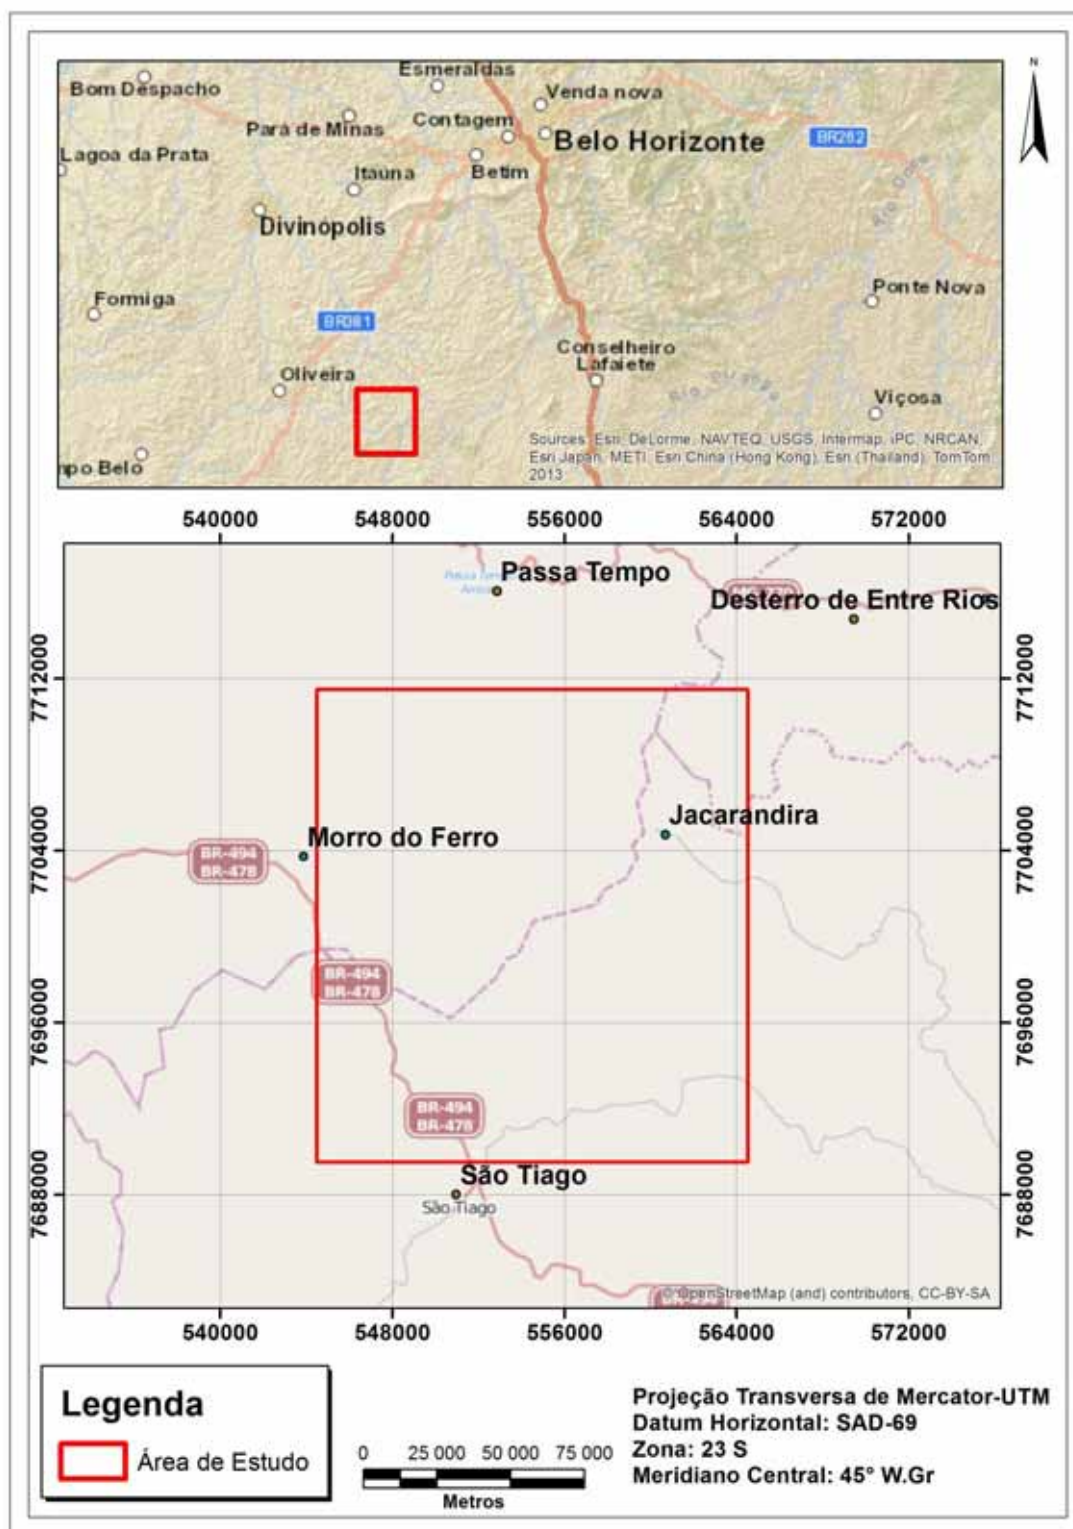 N
Esmeraldas
Bom Despacho
Venda nova
Contagem
Pará de Minas
Belo Horizonte
BR262
Lagoa da Prata
Betim
Itaúna
Rio Doce
Divinópolis
Formiga
Ponte Nova
BR381
Conselheiro
Lafaiete
Oliveira
Viçosa
Sources: Esri, DeLorme, NAVTEQ, USGS, Intermap, iPC, NRCAN,
Esri Japan, METI, Esri China (Hong Kong), Esri (Thailand), TomTom,
2013
mpo Belo
540000 548000 556000 564000 572000
Passa Tempo
Desterro de Entre Rios
7712000 7712000
Jacarandira
Morro do Ferro
7704000 7704000
BR-494
BR-478
BR-494
BR-478
7696000 7696000
BR-494
BR-478
São Tiago
7688000 7688000
São Tiago
© OpenStreetMap (and) contributors, CC-BY-SA
540000 548000 556000 564000 572000
Legenda
Área de Estudo
0 25 000 50 000 75 000
Metros
Projeção Transversa de Mercator-UTM
Datum Horizontal: SAD-69
Zona: 23 S
Meridiano Central: 45° W.Gr